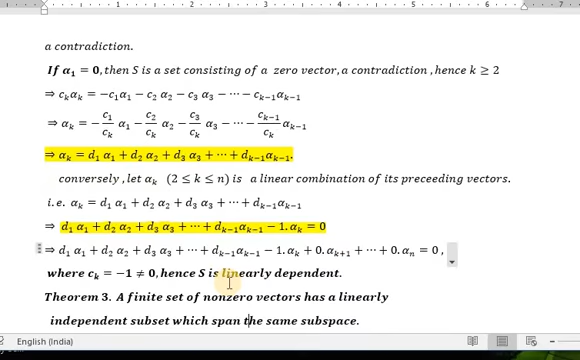 a contradiction.
If α₁ = 0, then S is a set consisting of a zero vector, a contradiction , hence k ≥ 2
⇒ cₖαₖ = −c₁α₁ − c₂ α₂ − c₃ α₃ − ⋯ − cₖ₋₁αₖ₋₁
⇒ αₖ = − c₁/cₖ α₁ − c₂/cₖ α₂ − c₃/cₖ α₃ − ⋯ − cₖ₋₁/cₖ αₖ₋₁
⇒ αₖ = d₁ α₁ + d₂ α₂ + d₃ α₃ + ⋯ + dₖ₋₁αₖ₋₁.
conversely , let αₖ (2 ≤ k ≤ n) is a linear combination of its preceeding vectors.
i.e. αₖ = d₁ α₁ + d₂ α₂ + d₃ α₃ + ⋯ + dₖ₋₁αₖ₋₁
⇒ d₁ α₁ + d₂ α₂ + d₃ α₃ + ⋯ + dₖ₋₁αₖ₋₁ − 1. αₖ = 0
⇒ d₁ α₁ + d₂ α₂ + d₃ α₃ + ⋯ + dₖ₋₁αₖ₋₁ − 1. αₖ + 0. αₖ₊₁ + ⋯ + 0. αₙ = 0 ,
where cₖ = −1 ≠ 0, hence S is linearly dependent.
Theorem 3. A finite set of nonzero vectors has a linearly
independent subset which span the same subspace.
English (India)